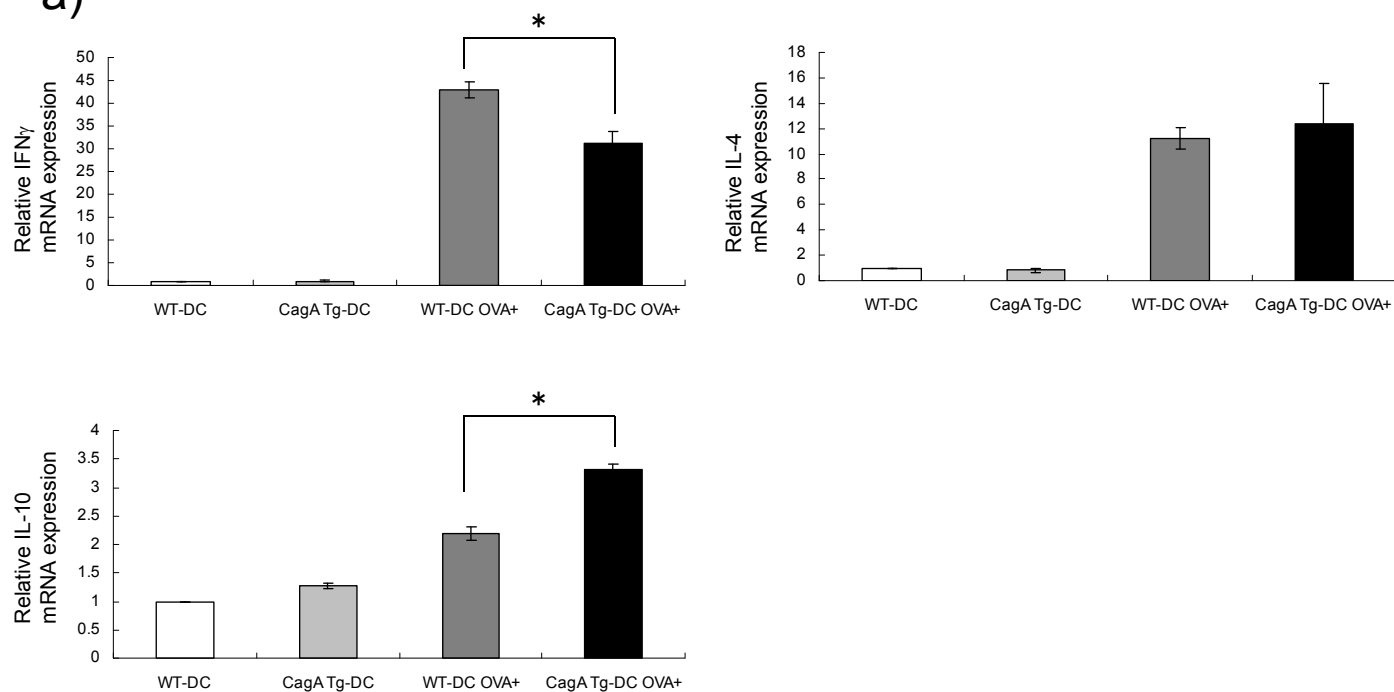 a)
*
Relative IFNγ
mRNA expression
50
45
40
35
30
25
20
15
10
5
0
WT-DC
CagA Tg-DC
WT-DC OVA+
CagA Tg-DC OVA+
Relative IL-4
mRNA expression
18
16
14
12
10
8
6
4
2
0
WT-DC
CagA Tg-DC
WT-DC OVA+
CagA Tg-DC OVA+
*
Relative IL-10
mRNA expression
4
3.5
3
2.5
2
1.5
1
0.5
0
WT-DC
CagA Tg-DC
WT-DC OVA+
CagA Tg-DC OVA+